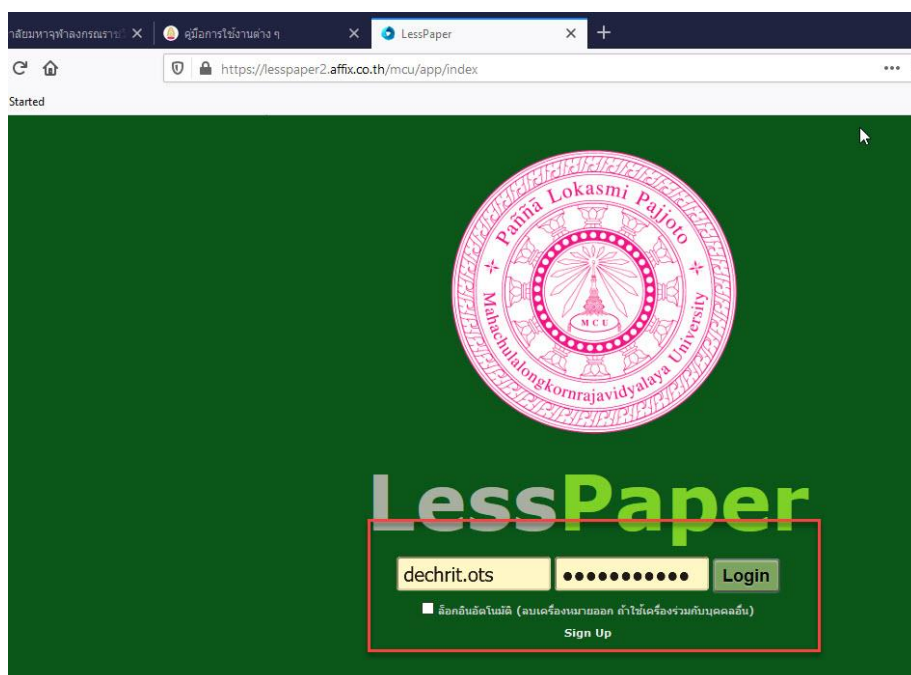 าลัยมหาจุฬาลงกรณราชวิ
คู่มือการใช้งานต่าง ๆ
LessPaper
https://lesspaper2.affix.co.th/mcu/app/index
Started
Paññā Lokasmi Pajjoto
MCU
Mahachulalongkornrajavidyalaya University
LessPaper
dechrit.ots ●●●●●●●●●●● Login
ล็อกอินอัตโนมัติ (ลบเครื่องหมายออก ถ้าใช้เครื่องร่วมกับบุคคลอื่น)
Sign Up